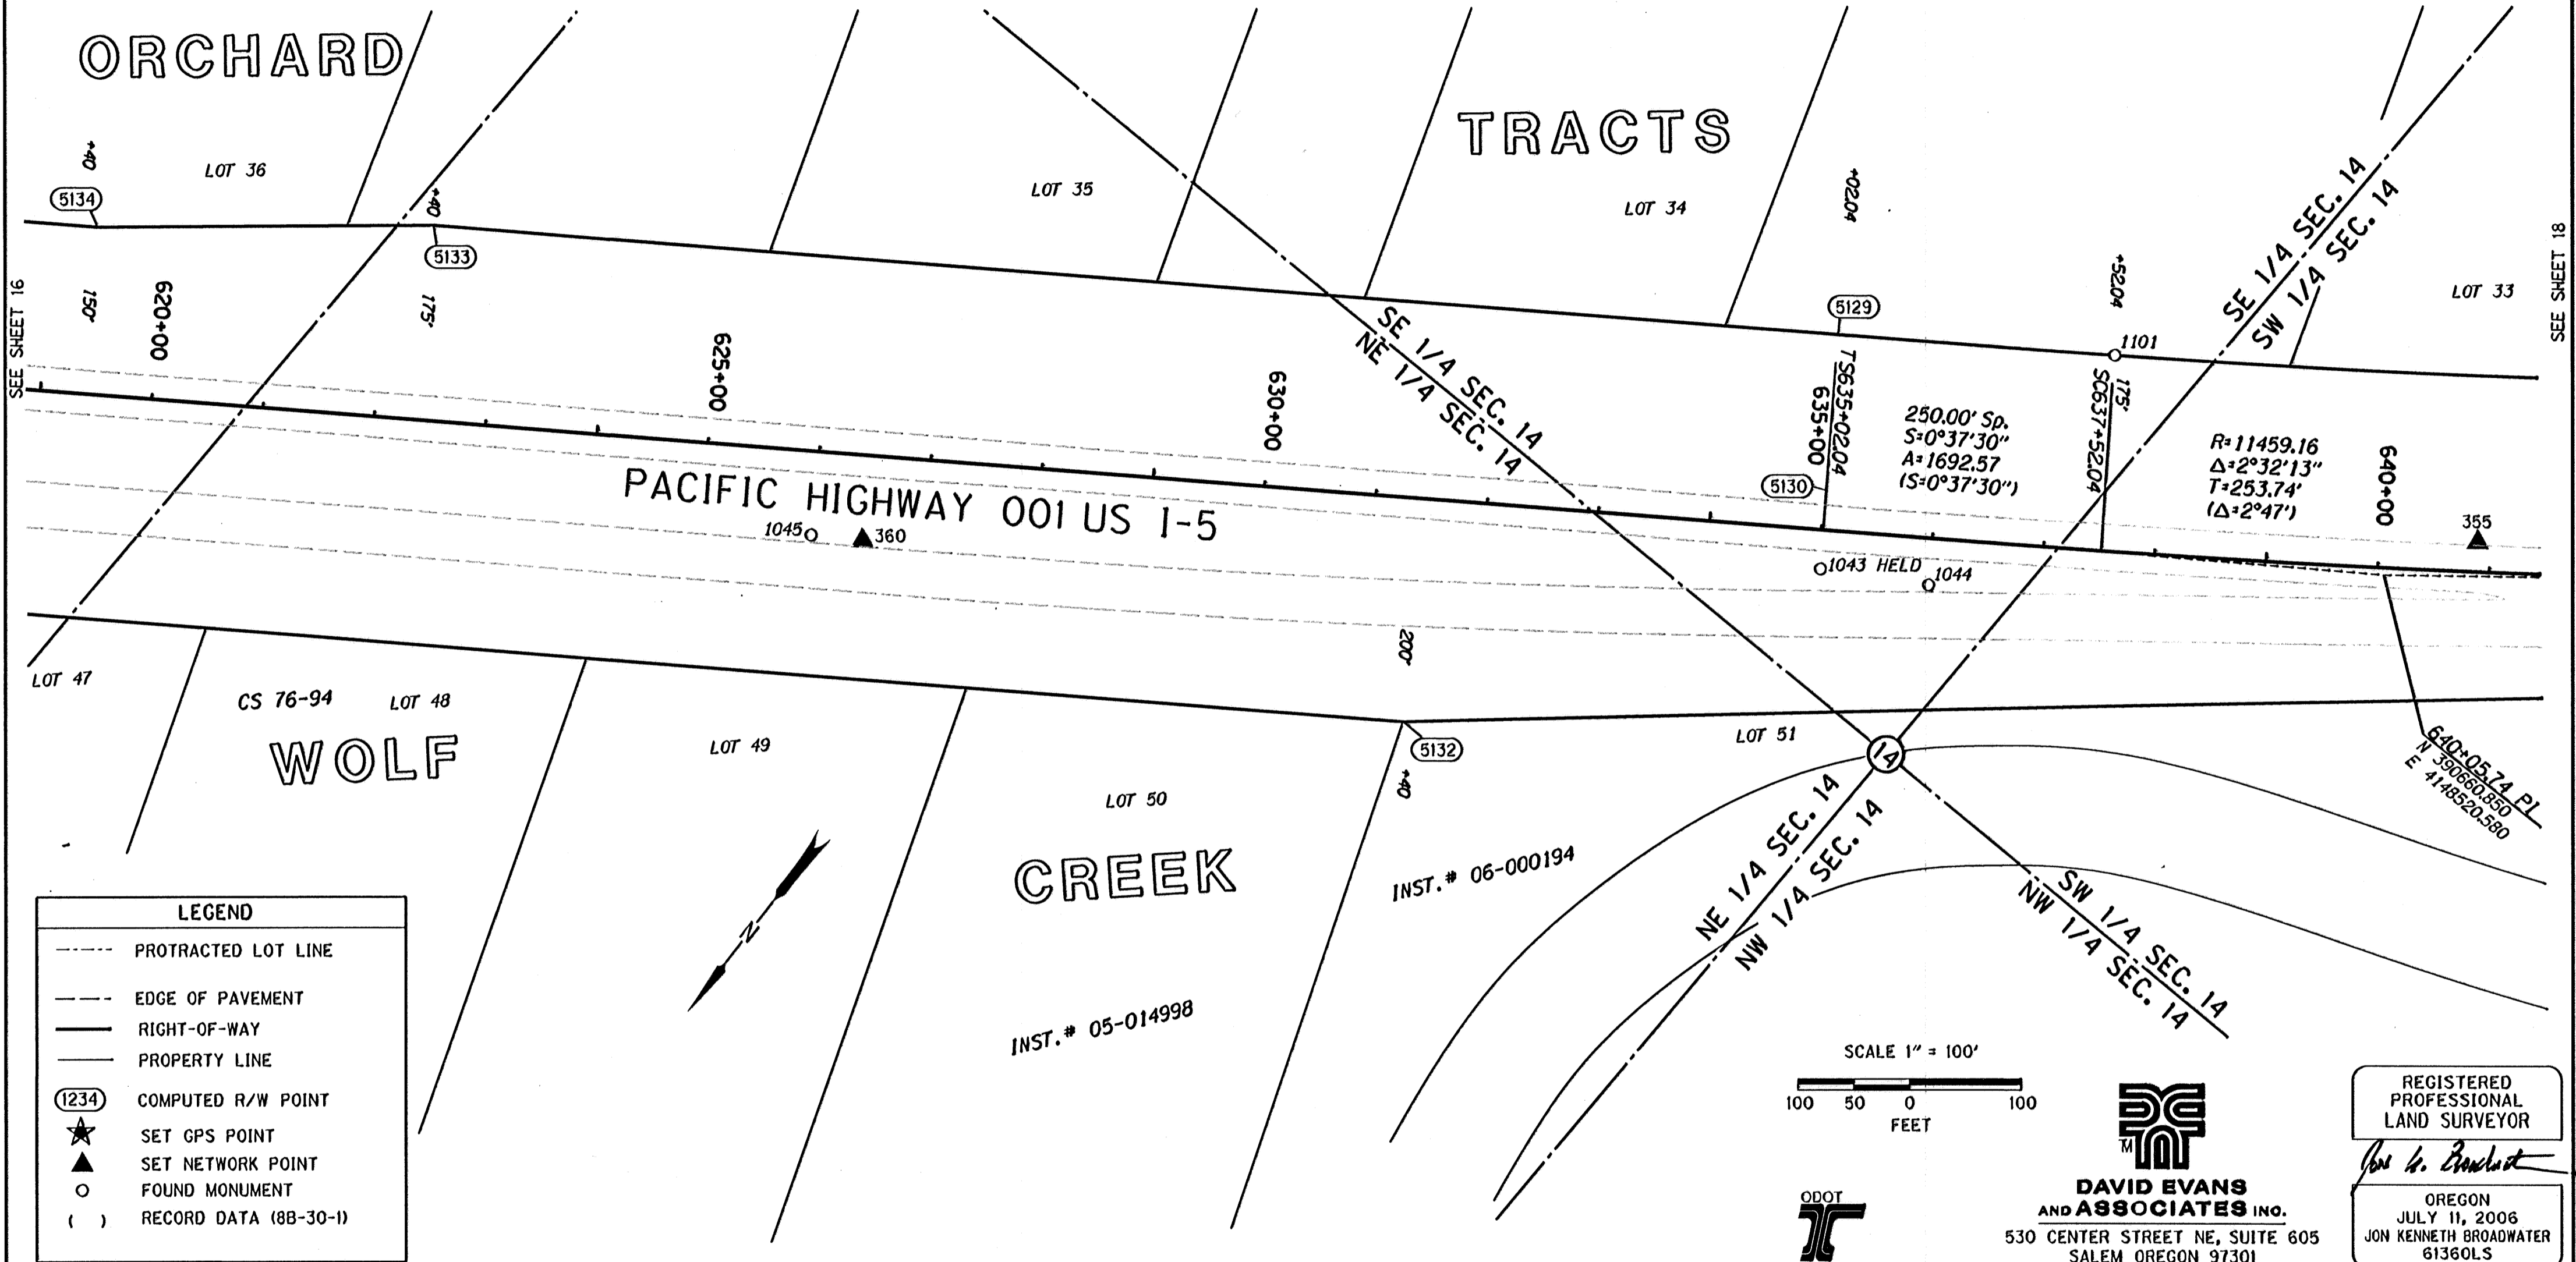 ORCHARD
TRACTS
+40
LOT 36
5134
+40
5133
LOT 35
LOT 34
+02.04
5129
+52.04
1101
SE 1/4 SEC. 14
SW 1/4 SEC. 14
LOT 33
SEE SHEET 18
SEE SHEET 16
150'
620+00
175'
625+00
630+00
SE 1/4 SEC. 14
NE 1/4 SEC. 14
635+00
TS635+02.04
5130
250.00' Sp.
S=0°37'30"
A=1692.57
(S=0°37'30")
175'
SC637+52.04
R=11459.16
Δ=2°32'13"
T=253.74'
(Δ=2°47')
640+00
355
PACIFIC HIGHWAY 001 US I-5
1045
360
1043 HELD
1044
200'
LOT 47
CS 76-94
LOT 48
WOLF
LOT 49
5132
+40
LOT 51
14
640+05.74 PI
N 390660.850
E 4148520.580
LOT 50
CREEK
INST.# 06-000194
INST.# 05-014998
N
NE 1/4 SEC. 14
NW 1/4 SEC. 14
SW 1/4 SEC. 14
NW 1/4 SEC. 14
LEGEND
PROTRACTED LOT LINE
EDGE OF PAVEMENT
RIGHT-OF-WAY
PROPERTY LINE
1234 COMPUTED R/W POINT
SET GPS POINT
SET NETWORK POINT
FOUND MONUMENT
( ) RECORD DATA (8B-30-1)
SCALE 1" = 100'
100 50 0 100
FEET
ODOT
TM
DAVID EVANS
AND ASSOCIATES INC.
530 CENTER STREET NE, SUITE 605
SALEM OREGON 97301
REGISTERED
PROFESSIONAL
LAND SURVEYOR
OREGON
JULY 11, 2006
JON KENNETH BROADWATER
61360LS